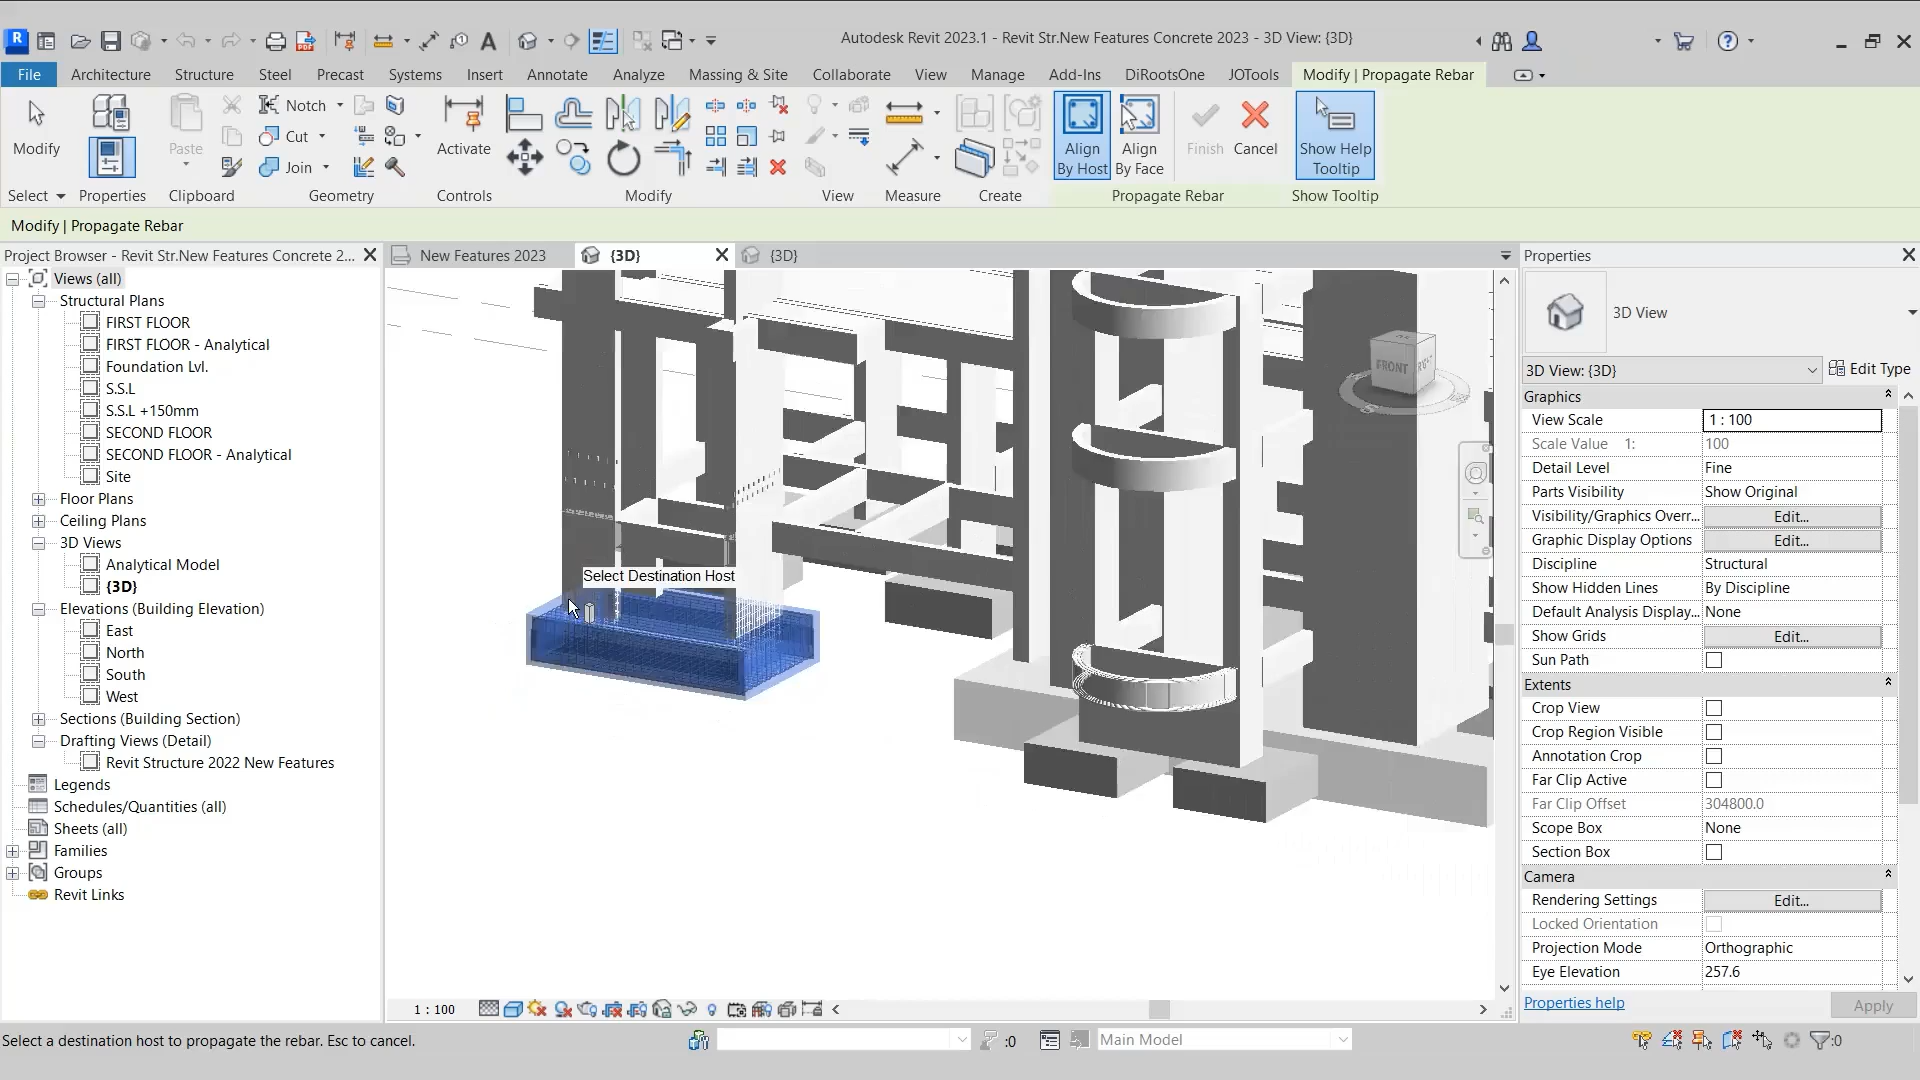 R
Autodesk Revit 2023.1 - Revit Str.New Features Concrete 2023 - 3D View: {3D}
File
Architecture
Structure
Steel
Precast
Systems
Insert
Annotate
Analyze
Massing & Site
Collaborate
View
Manage
Add-Ins
DiRootsOne
JOTools
Modify | Propagate Rebar
Modify
Paste
Notch
Cut
Join
Activate
Align
By Host
Align
By Face
Finish
Cancel
Show Help
Tooltip
Select
Properties
Clipboard
Geometry
Controls
Modify
View
Measure
Create
Propagate Rebar
Show Tooltip
Modify | Propagate Rebar
Project Browser - Revit Str.New Features Concrete 2...
Views (all)
Structural Plans
FIRST FLOOR
FIRST FLOOR - Analytical
Foundation Lvl.
S.S.L
S.S.L +150mm
SECOND FLOOR
SECOND FLOOR - Analytical
Site
Floor Plans
Ceiling Plans
3D Views
Analytical Model
{3D}
Elevations (Building Elevation)
East
North
South
West
Sections (Building Section)
Drafting Views (Detail)
Revit Structure 2022 New Features
Legends
Schedules/Quantities (all)
Sheets (all)
Families
Groups
Revit Links
New Features 2023
{3D}
{3D}
Select Destination Host
FRONT
1 : 100
Properties
3D View
3D View: {3D}
Edit Type
Graphics
View Scale 1 : 100
Scale Value 1: 100
Detail Level Fine
Parts Visibility Show Original
Visibility/Graphics Overr... Edit...
Graphic Display Options Edit...
Discipline Structural
Show Hidden Lines By Discipline
Default Analysis Display... None
Show Grids Edit...
Sun Path
Extents
Crop View
Crop Region Visible
Annotation Crop
Far Clip Active
Far Clip Offset 304800.0
Scope Box None
Section Box
Camera
Rendering Settings Edit...
Locked Orientation
Projection Mode Orthographic
Eye Elevation 257.6
Properties help
Apply
Select a destination host to propagate the rebar. Esc to cancel.
:0
Main Model
:0